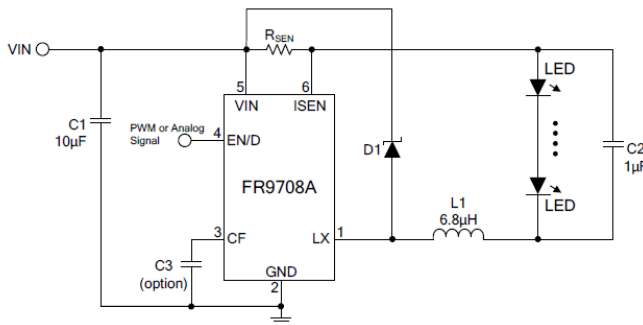 VIN
RSEN
5
6
VIN
ISEN
LED
C1
10µF
PWM or Analog
Signal
4
EN/D
D1
C2
1µF
FR9708A
LED
L1
6.8µH
3
CF
LX
1
C3
(option)
GND
2